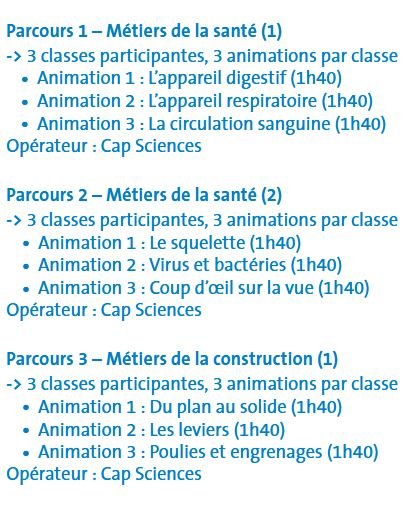 Parcours 1 – Métiers de la santé (1)
-> 3 classes participantes, 3 animations par classe
• Animation 1 : L’appareil digestif (1h40)
• Animation 2 : L’appareil respiratoire (1h40)
• Animation 3 : La circulation sanguine (1h40)
Opérateur : Cap Sciences
Parcours 2 – Métiers de la santé (2)
-> 3 classes participantes, 3 animations par classe
• Animation 1 : Le squelette (1h40)
• Animation 2 : Virus et bactéries (1h40)
• Animation 3 : Coup d’œil sur la vue (1h40)
Opérateur : Cap Sciences
Parcours 3 – Métiers de la construction (1)
-> 3 classes participantes, 3 animations par classe
• Animation 1 : Du plan au solide (1h40)
• Animation 2 : Les leviers (1h40)
• Animation 3 : Poulies et engrenages (1h40)
Opérateur : Cap Sciences